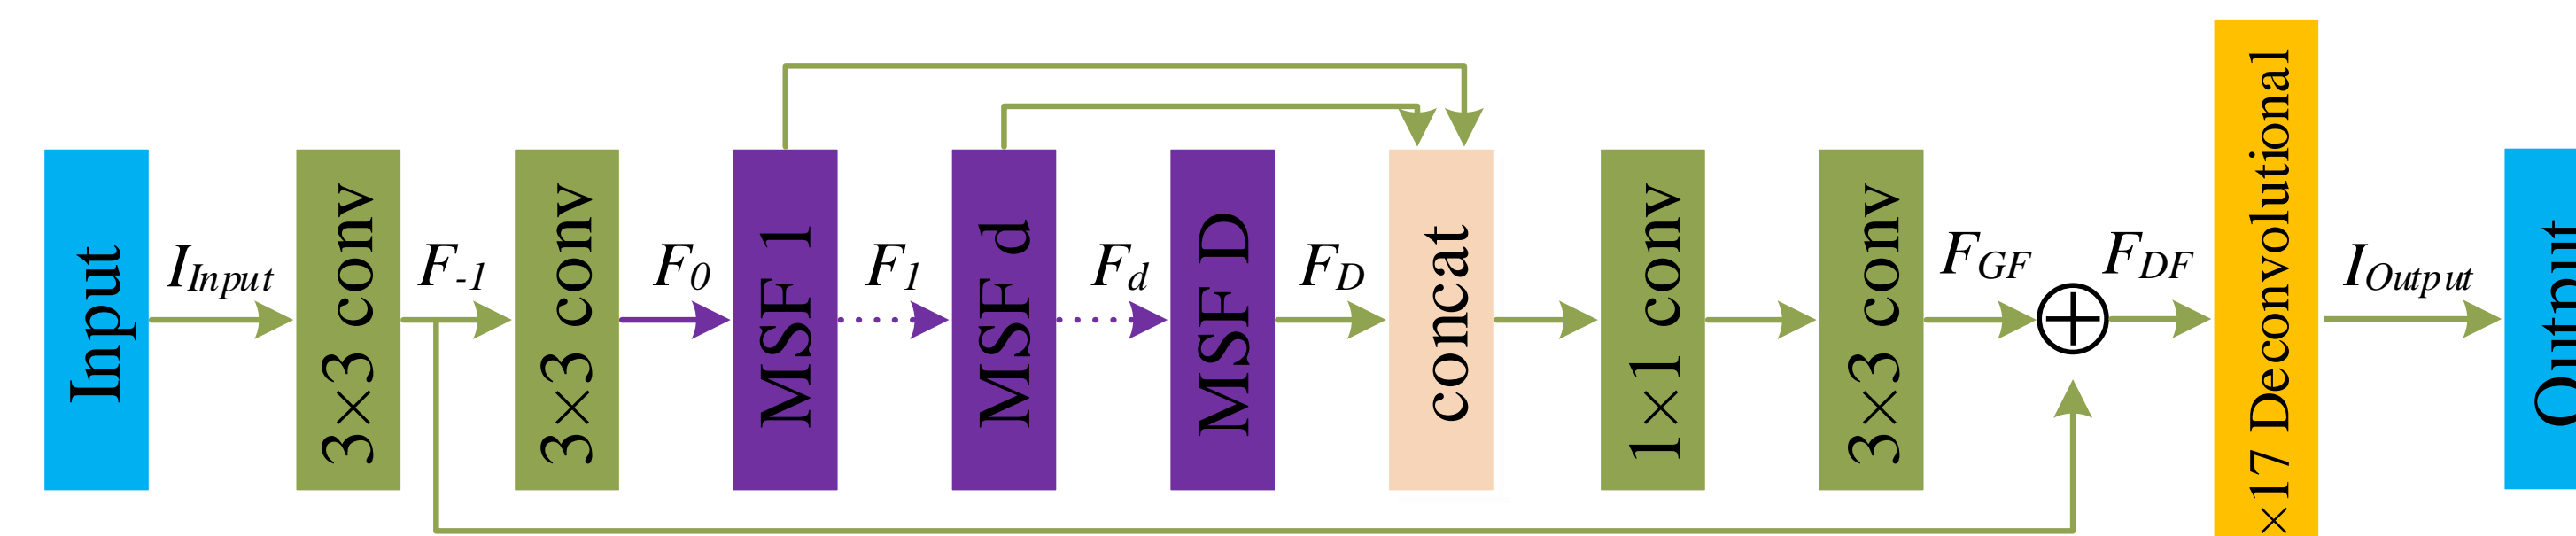 Input
I_Input
3×3 conv
F_-1
3×3 conv
F_0
MSF 1
F_1
MSF d
F_d
MSF D
F_D
concat
1×1 conv
3×3 conv
F_GF
F_DF
×17 Deconvolutional
I_Output
Output